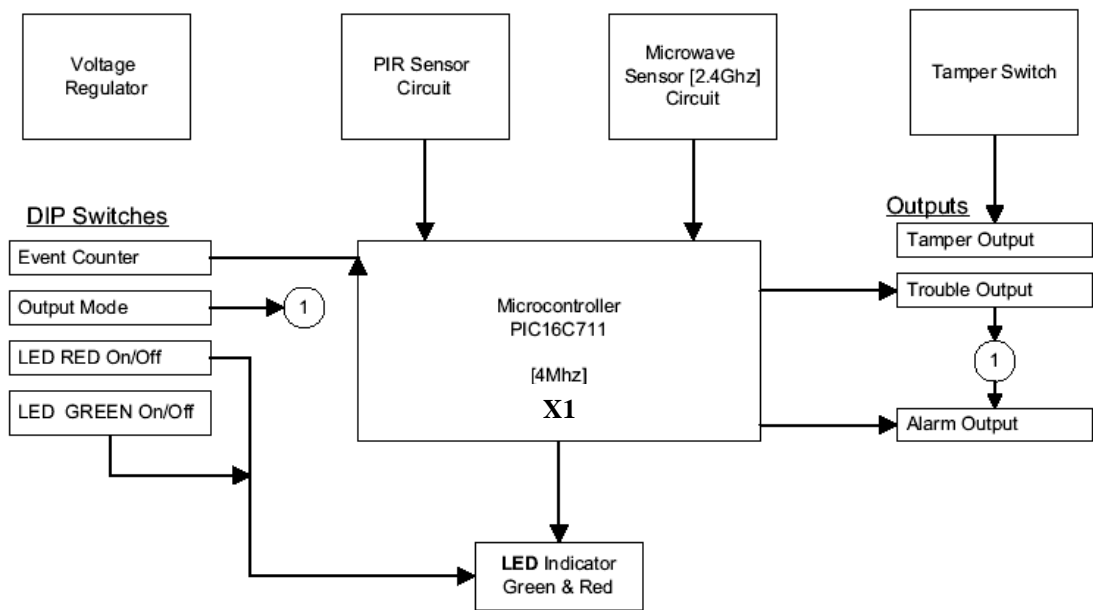 Voltage
Regulator
PIR Sensor
Circuit
Microwave
Sensor [2.4Ghz]
Circuit
Tamper Switch
DIP Switches
Event Counter
Output Mode
1
LED RED On/Off
LED GREEN On/Off
Microcontroller
PIC16C711
[4Mhz]
X1
Outputs
Tamper Output
Trouble Output
1
Alarm Output
LED Indicator
Green & Red